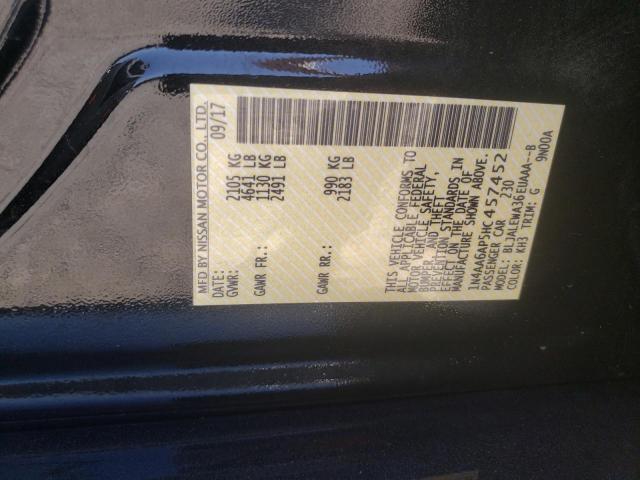 MFD BY NISSAN MOTOR CO., LTD.
DATE: 09/17
GVWR: 2105 KG
4641 LB
GAWR FR: 1130 KG
2491 LB
GAWR RR: 990 KG
2183 LB
THIS VEHICLE CONFORMS TO
ALL APPLICABLE FEDERAL
MOTOR VEHICLE SAFETY,
BUMPER, AND THEFT
PREVENTION STANDARDS IN
EFFECT ON THE DATE OF
MANUFACTURE SHOWN ABOVE.
1N4AA6AP5HC457452
PASSENGER CAR 230
MODEL: BLJALEWA36EUAAA--B
COLOR: KH3 TRIM: G
9N00A